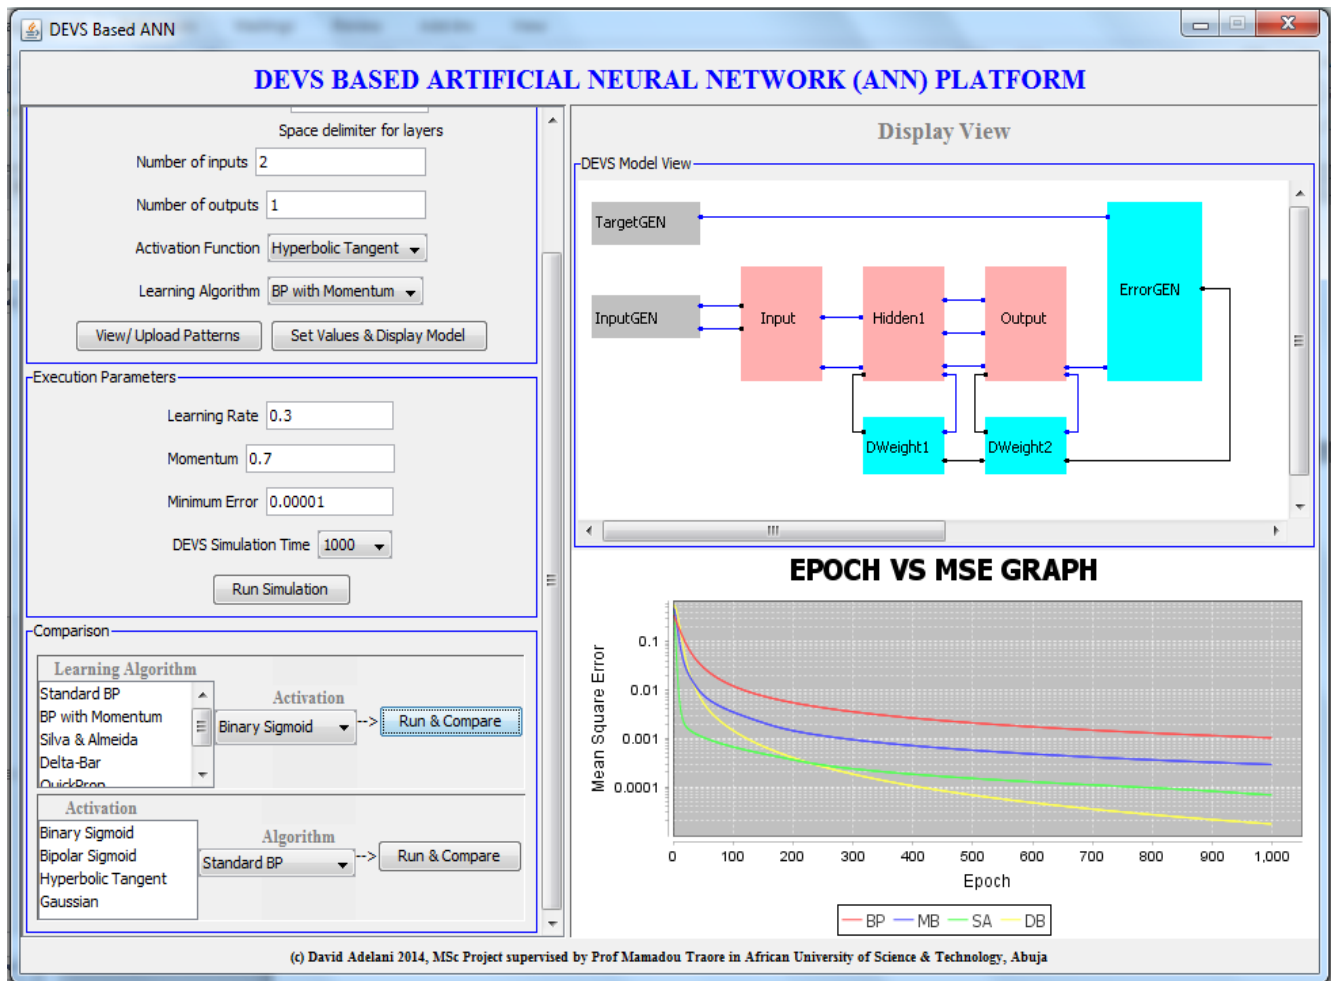 DEVS Based ANN
DEVS BASED ARTIFICIAL NEURAL NETWORK (ANN) PLATFORM
Space delimiter for layers
Number of inputs 2
Number of outputs 1
Activation Function Hyperbolic Tangent
Learning Algorithm BP with Momentum
View/ Upload Patterns Set Values & Display Model
Execution Parameters
Learning Rate 0.3
Momentum 0.7
Minimum Error 0.00001
DEVS Simulation Time 1000
Run Simulation
Comparison
Learning Algorithm
Standard BP
BP with Momentum
Silva & Almeida
Delta-Bar
QuickProp
Activation
Binary Sigmoid --> Run & Compare
Activation
Binary Sigmoid
Bipolar Sigmoid
Hyperbolic Tangent
Gaussian
Algorithm
Standard BP --> Run & Compare
Display View
DEVS Model View
TargetGEN
InputGEN
Input
Hidden1
Output
ErrorGEN
DWeight1
DWeight2
EPOCH VS MSE GRAPH
Mean Square Error
0.1
0.01
0.001
0.0001
0 100 200 300 400 500 600 700 800 900 1,000
Epoch
BP MB SA DB
(c) David Adelani 2014, MSc Project supervised by Prof Mamadou Traore in African University of Science & Technology, Abuja